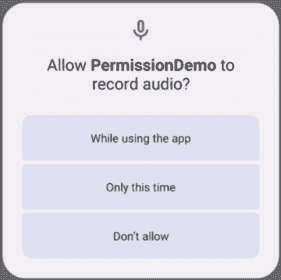 Allow PermissionDemo to
record audio?
While using the app
Only this time
Don't allow